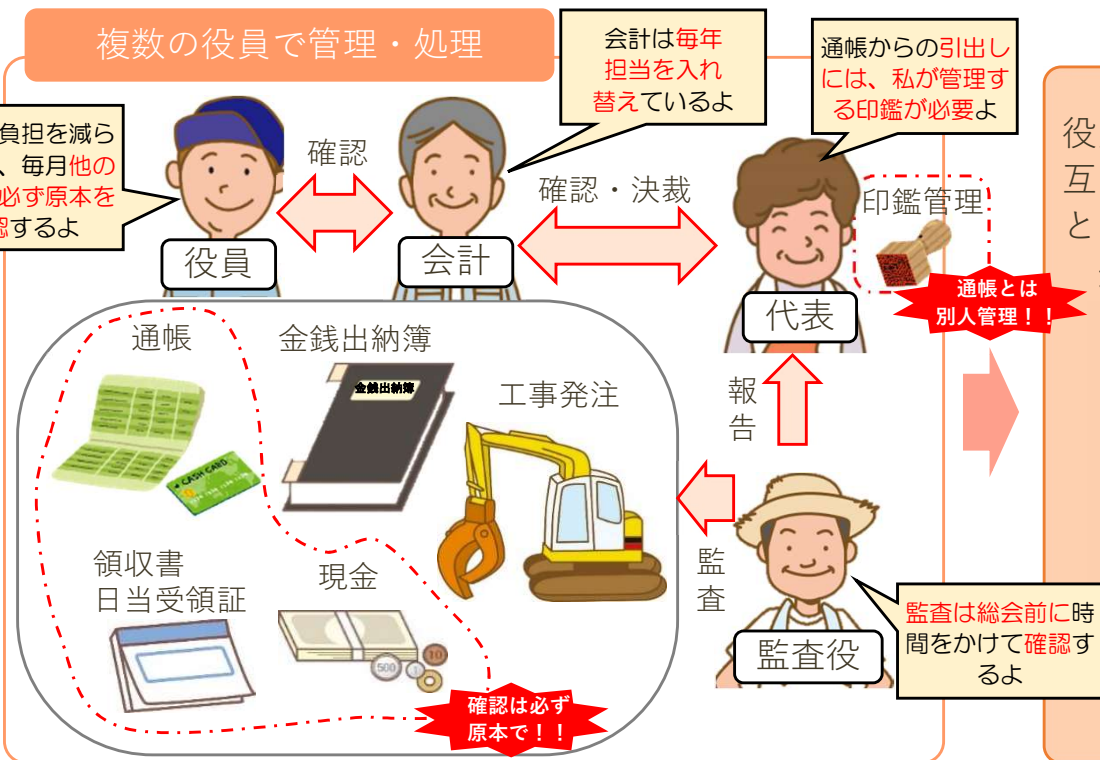 複数の役員で管理・処理
会計は毎年
担当を入れ
替えているよ
通帳からの引出し
には、私が管理す
る印鑑が必要よ
負担を減ら
、毎月他の
必ず原本を
認するよ
確認
確認・決裁
印鑑管理
役員
会計
代表
通帳とは
別人管理！！
通帳
金銭出納簿
金銭出納簿
工事発注
CASH CARD
報
告
領収書
日当受領証
現金
500
1
10
監
査
監査役
監査は総会前に時
間をかけて確認す
るよ
確認は必ず
原本で！！
役
互
と